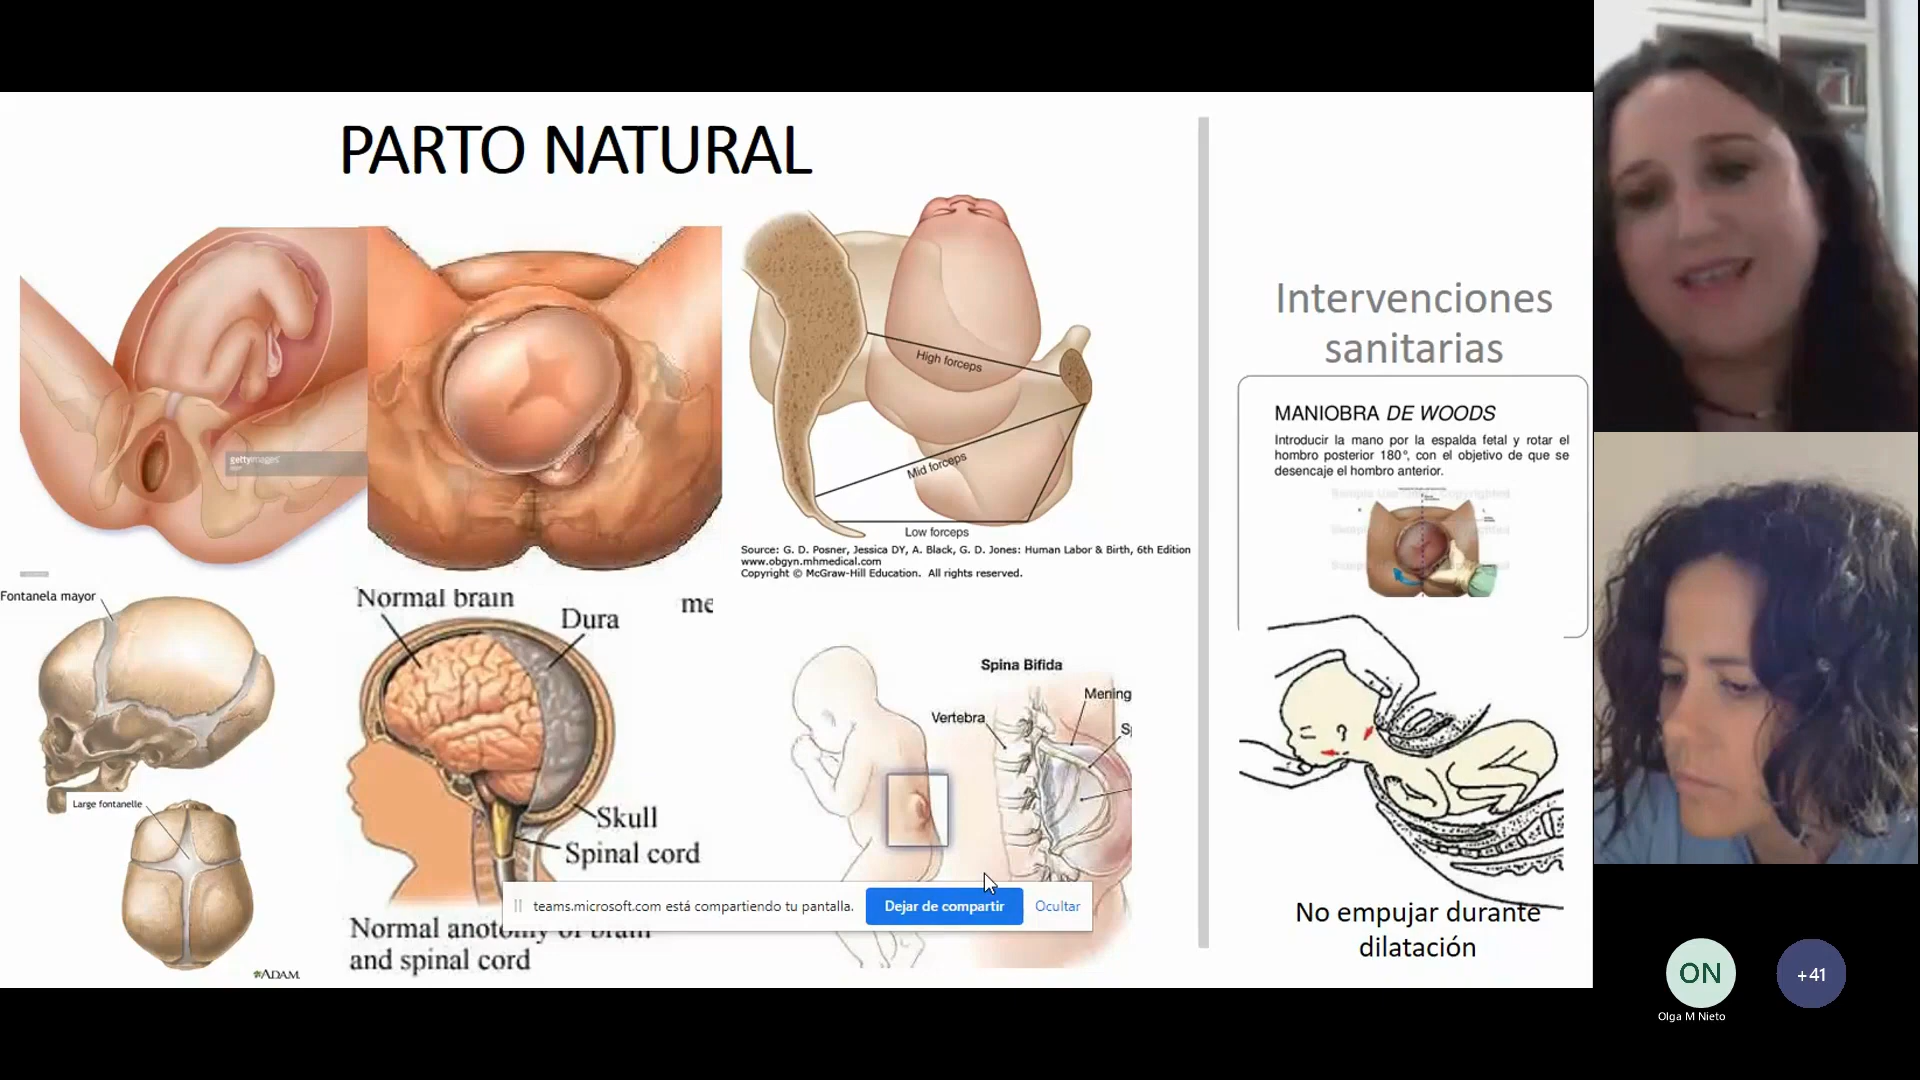 PARTO NATURAL
gettyimages
High forceps
Mid forceps
Low forceps
Source: G. D. Posner, Jessica DY, A. Black, G. D. Jones: Human Labor & Birth, 6th Edition
www.obgyn.mhmedical.com
Copyright © McGraw-Hill Education. All rights reserved.
Fontanela mayor
Large fontanelle
ADAM.
Normal brain
me
Dura
Skull
Spinal cord
Normal anatomy of brain
and spinal cord
Spina Bifida
Mening
Vertebra
S
teams.microsoft.com está compartiendo tu pantalla.
Dejar de compartir
Ocultar
Intervenciones
sanitarias
MANIOBRA DE WOODS
Introducir la mano por la espalda fetal y rotar el
hombro posterior 180°, con el objetivo de que se
desencaje el hombro anterior.
No empujar durante
dilatación
ON
+41
Olga M Nieto